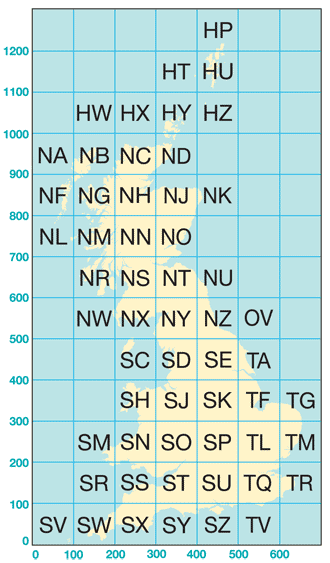 HP
1200
HT HU
1100
HW HX HY HZ
1000
NA NB NC ND
900
NF NG NH NJ NK
800
NL NM NN NO
700
NR NS NT NU
600
NW NX NY NZ OV
500
SC SD SE TA
400
SH SJ SK TF TG
300
SM SN SO SP TL TM
200
SR SS ST SU TQ TR
100
SV SW SX SY SZ TV
0
0 100 200 300 400 500 600